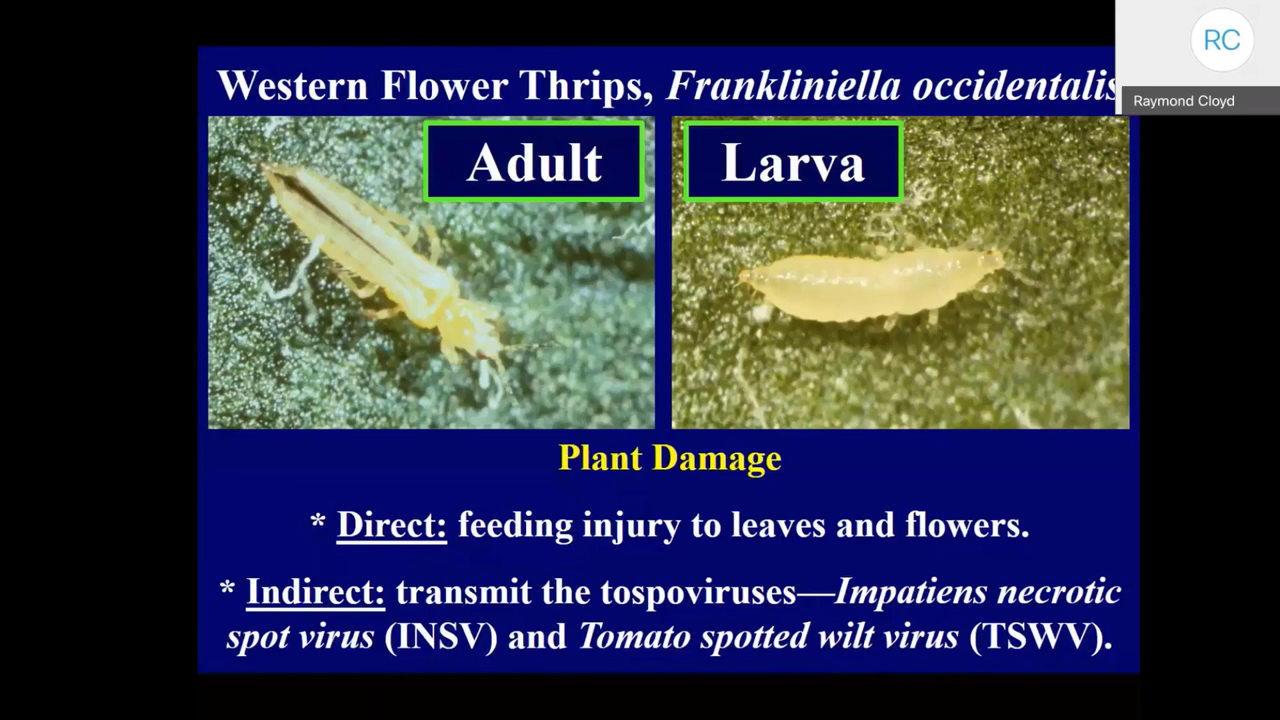 Western Flower Thrips, Frankliniella occidentalis
RC
Raymond Cloyd
Adult
Larva
Plant Damage
* Direct: feeding injury to leaves and flowers.
* Indirect: transmit the tospoviruses—Impatiens necrotic
spot virus (INSV) and Tomato spotted wilt virus (TSWV).